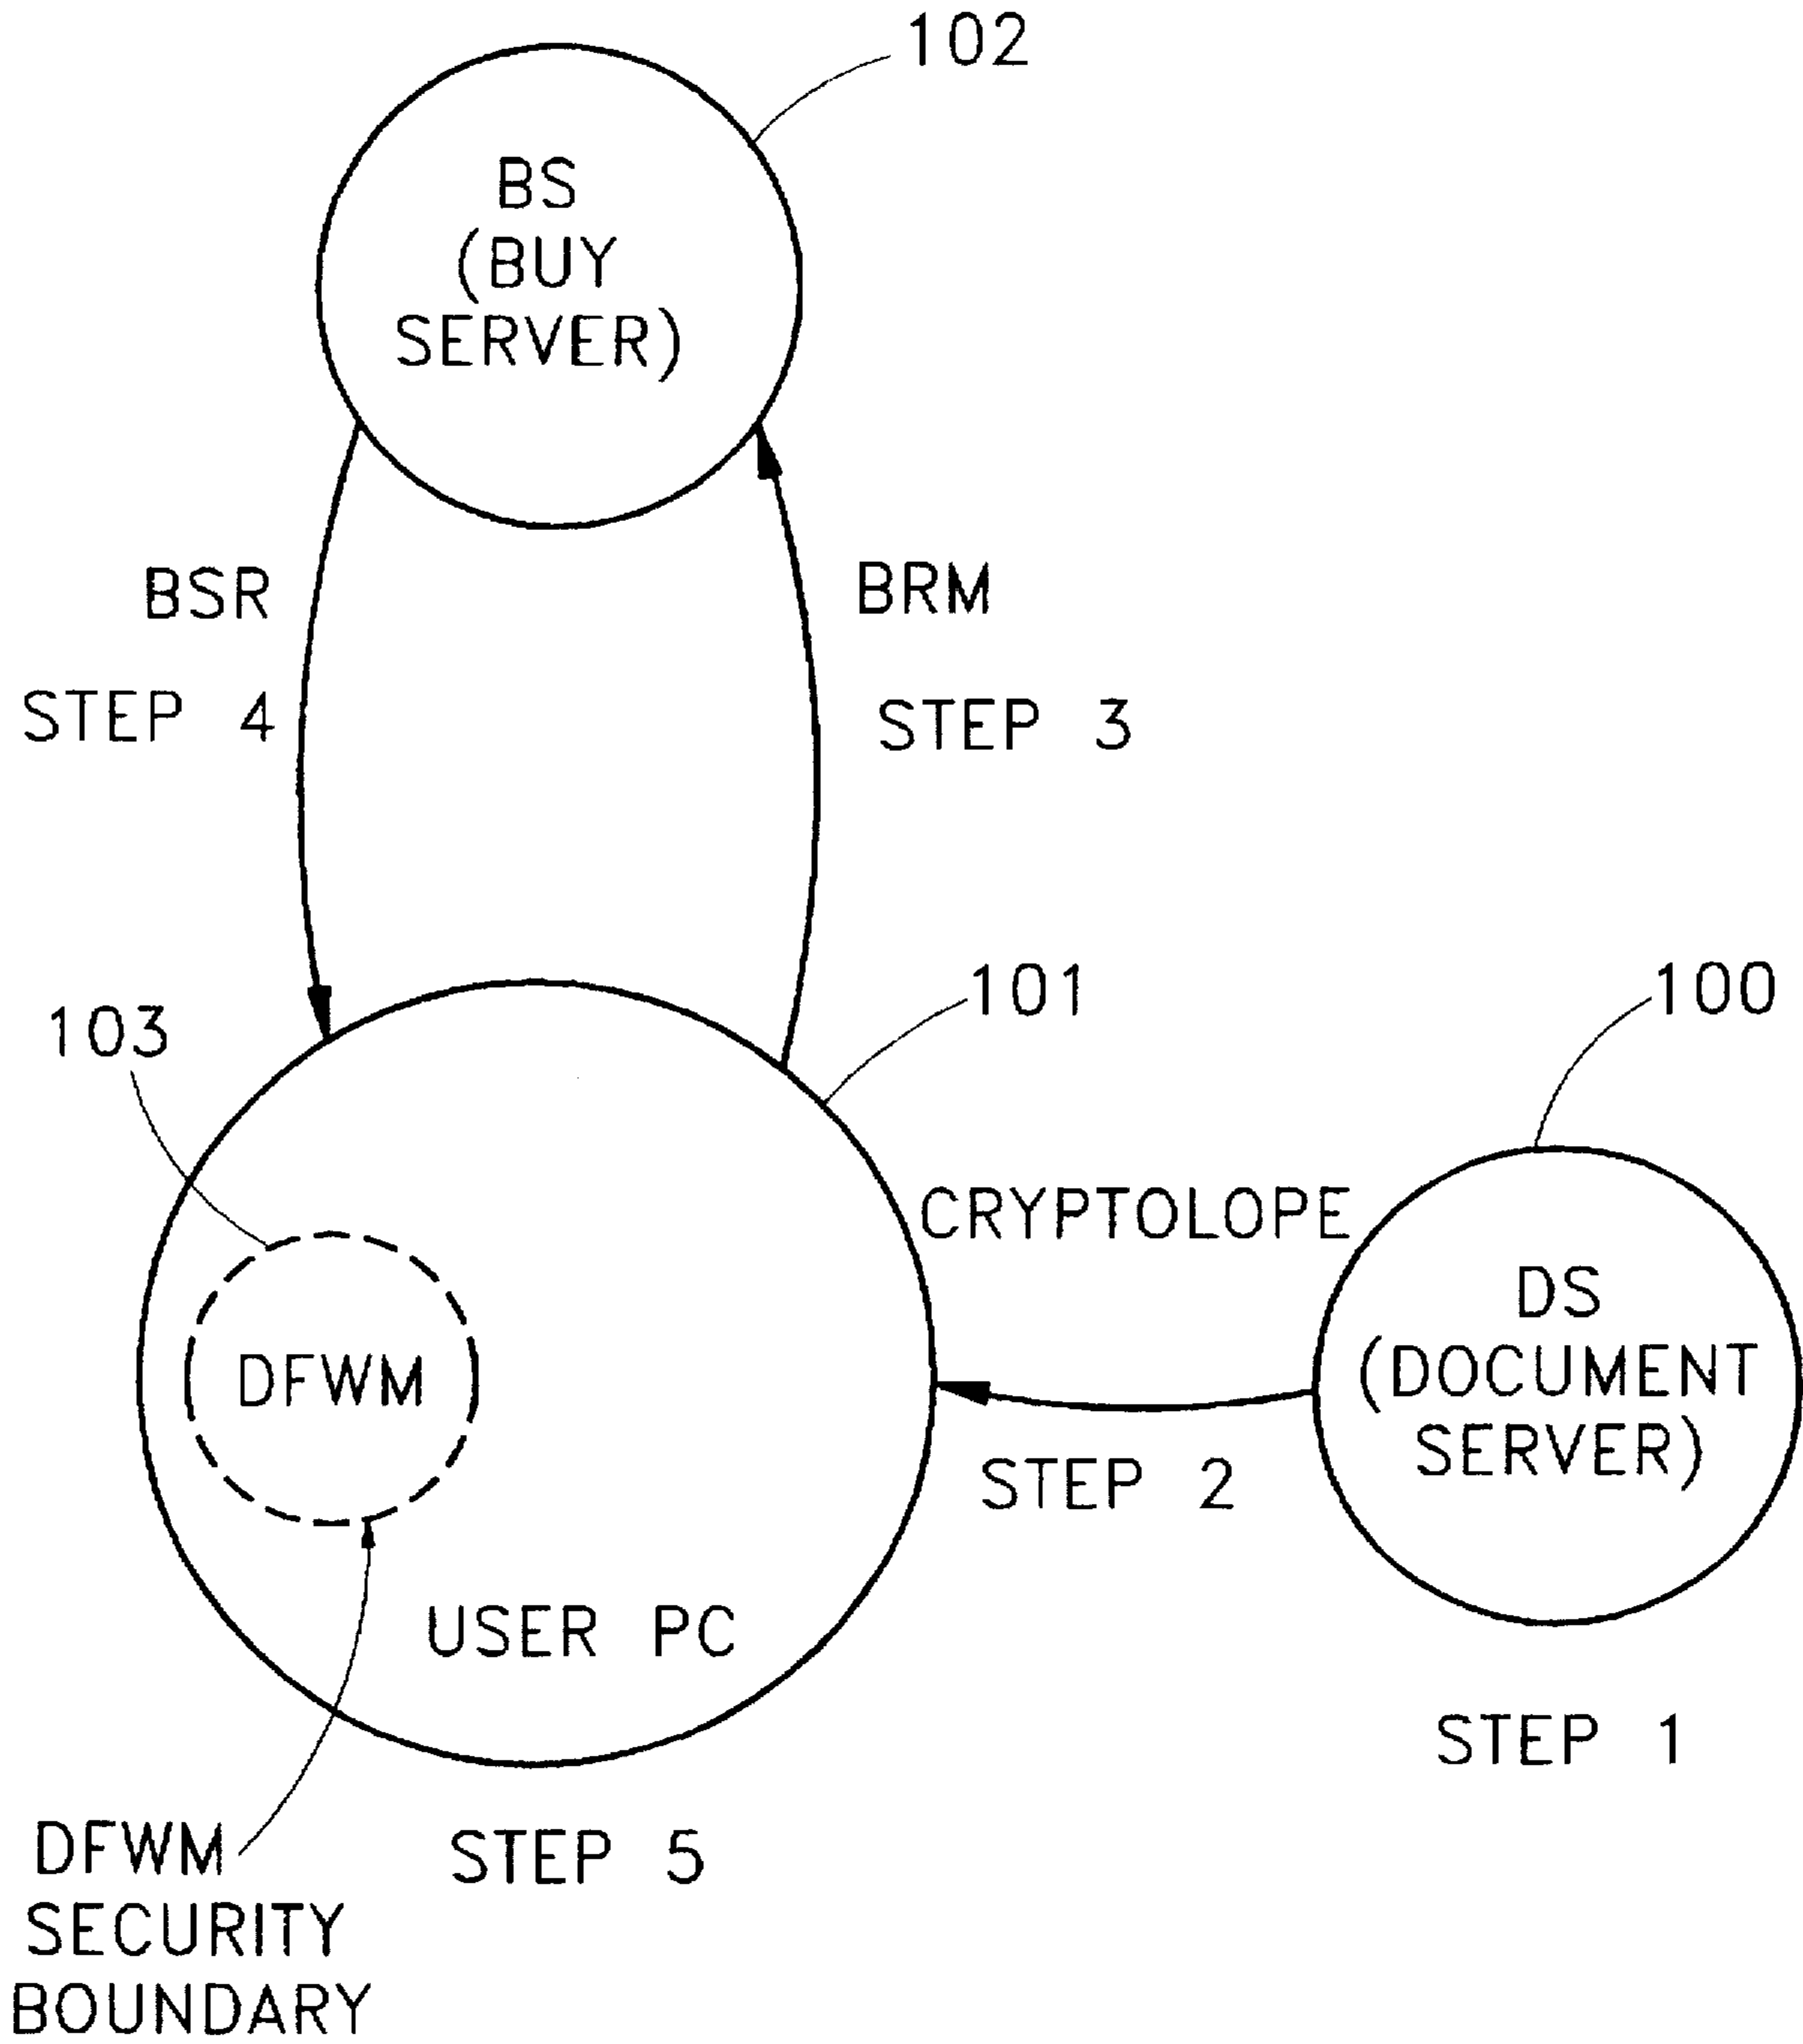 102
BS
(BUY
SERVER)
BSR
BRM
STEP 4
STEP 3
101
100
103
CRYPTOLOPE
DS
(DOCUMENT
SERVER)
DFWM
STEP 2
USER PC
STEP 1
STEP 5
DFWM
SECURITY
BOUNDARY